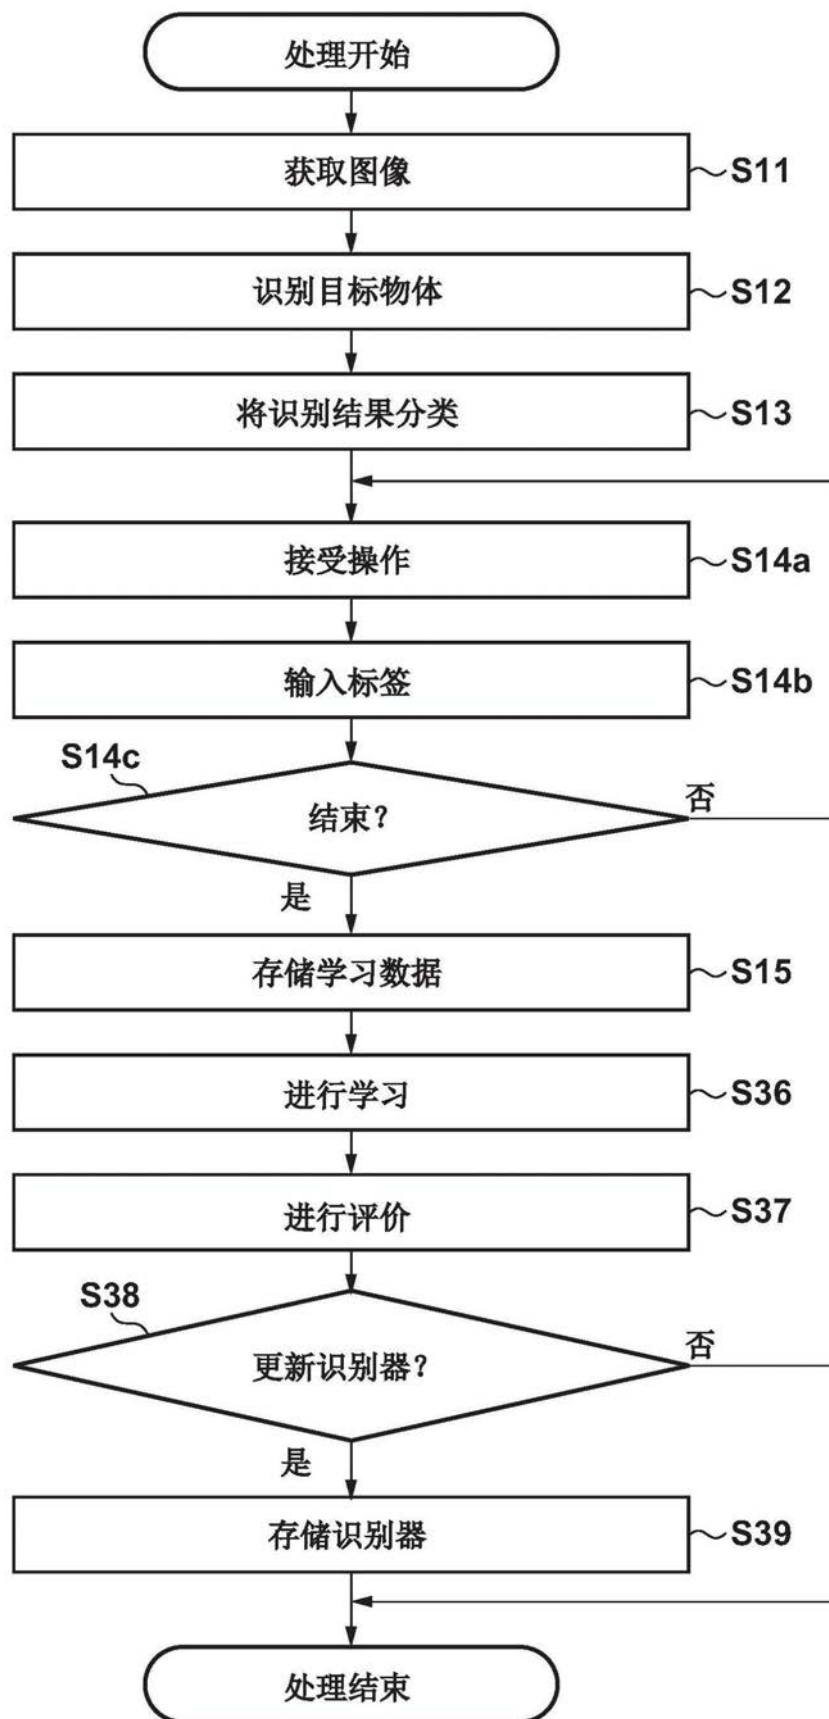 处理开始
获取图像
S11
识别目标物体
S12
将识别结果分类
S13
接受操作
S14a
输入标签
S14b
S14c
结束？
否
是
存储学习数据
S15
进行学习
S36
进行评价
S37
S38
更新识别器？
否
是
存储识别器
S39
处理结束